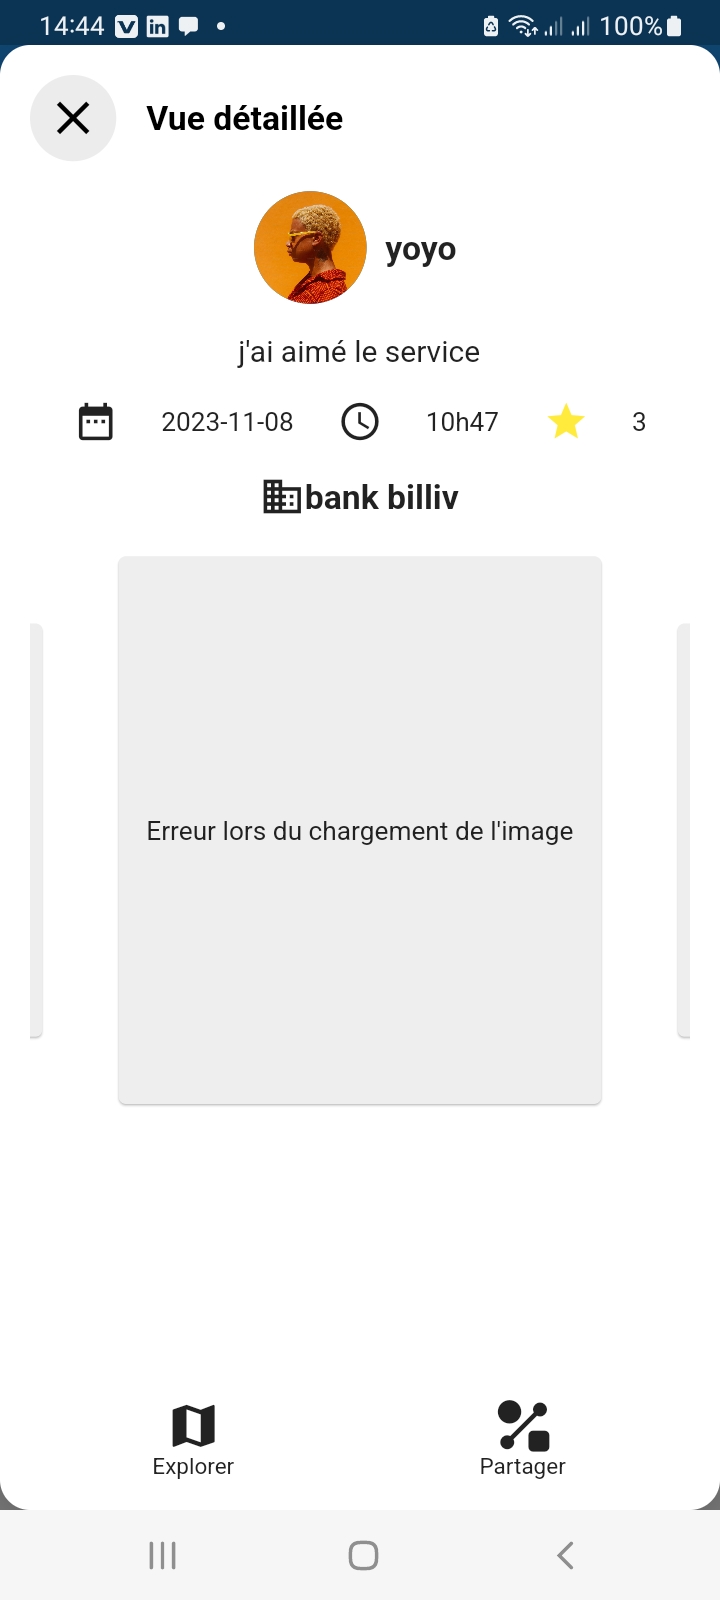 14:44 100%
Vue détaillée
yoyo
j'ai aimé le service
2023-11-08 10h47 3
bank billiv
Erreur lors du chargement de l'image
Explorer Partager